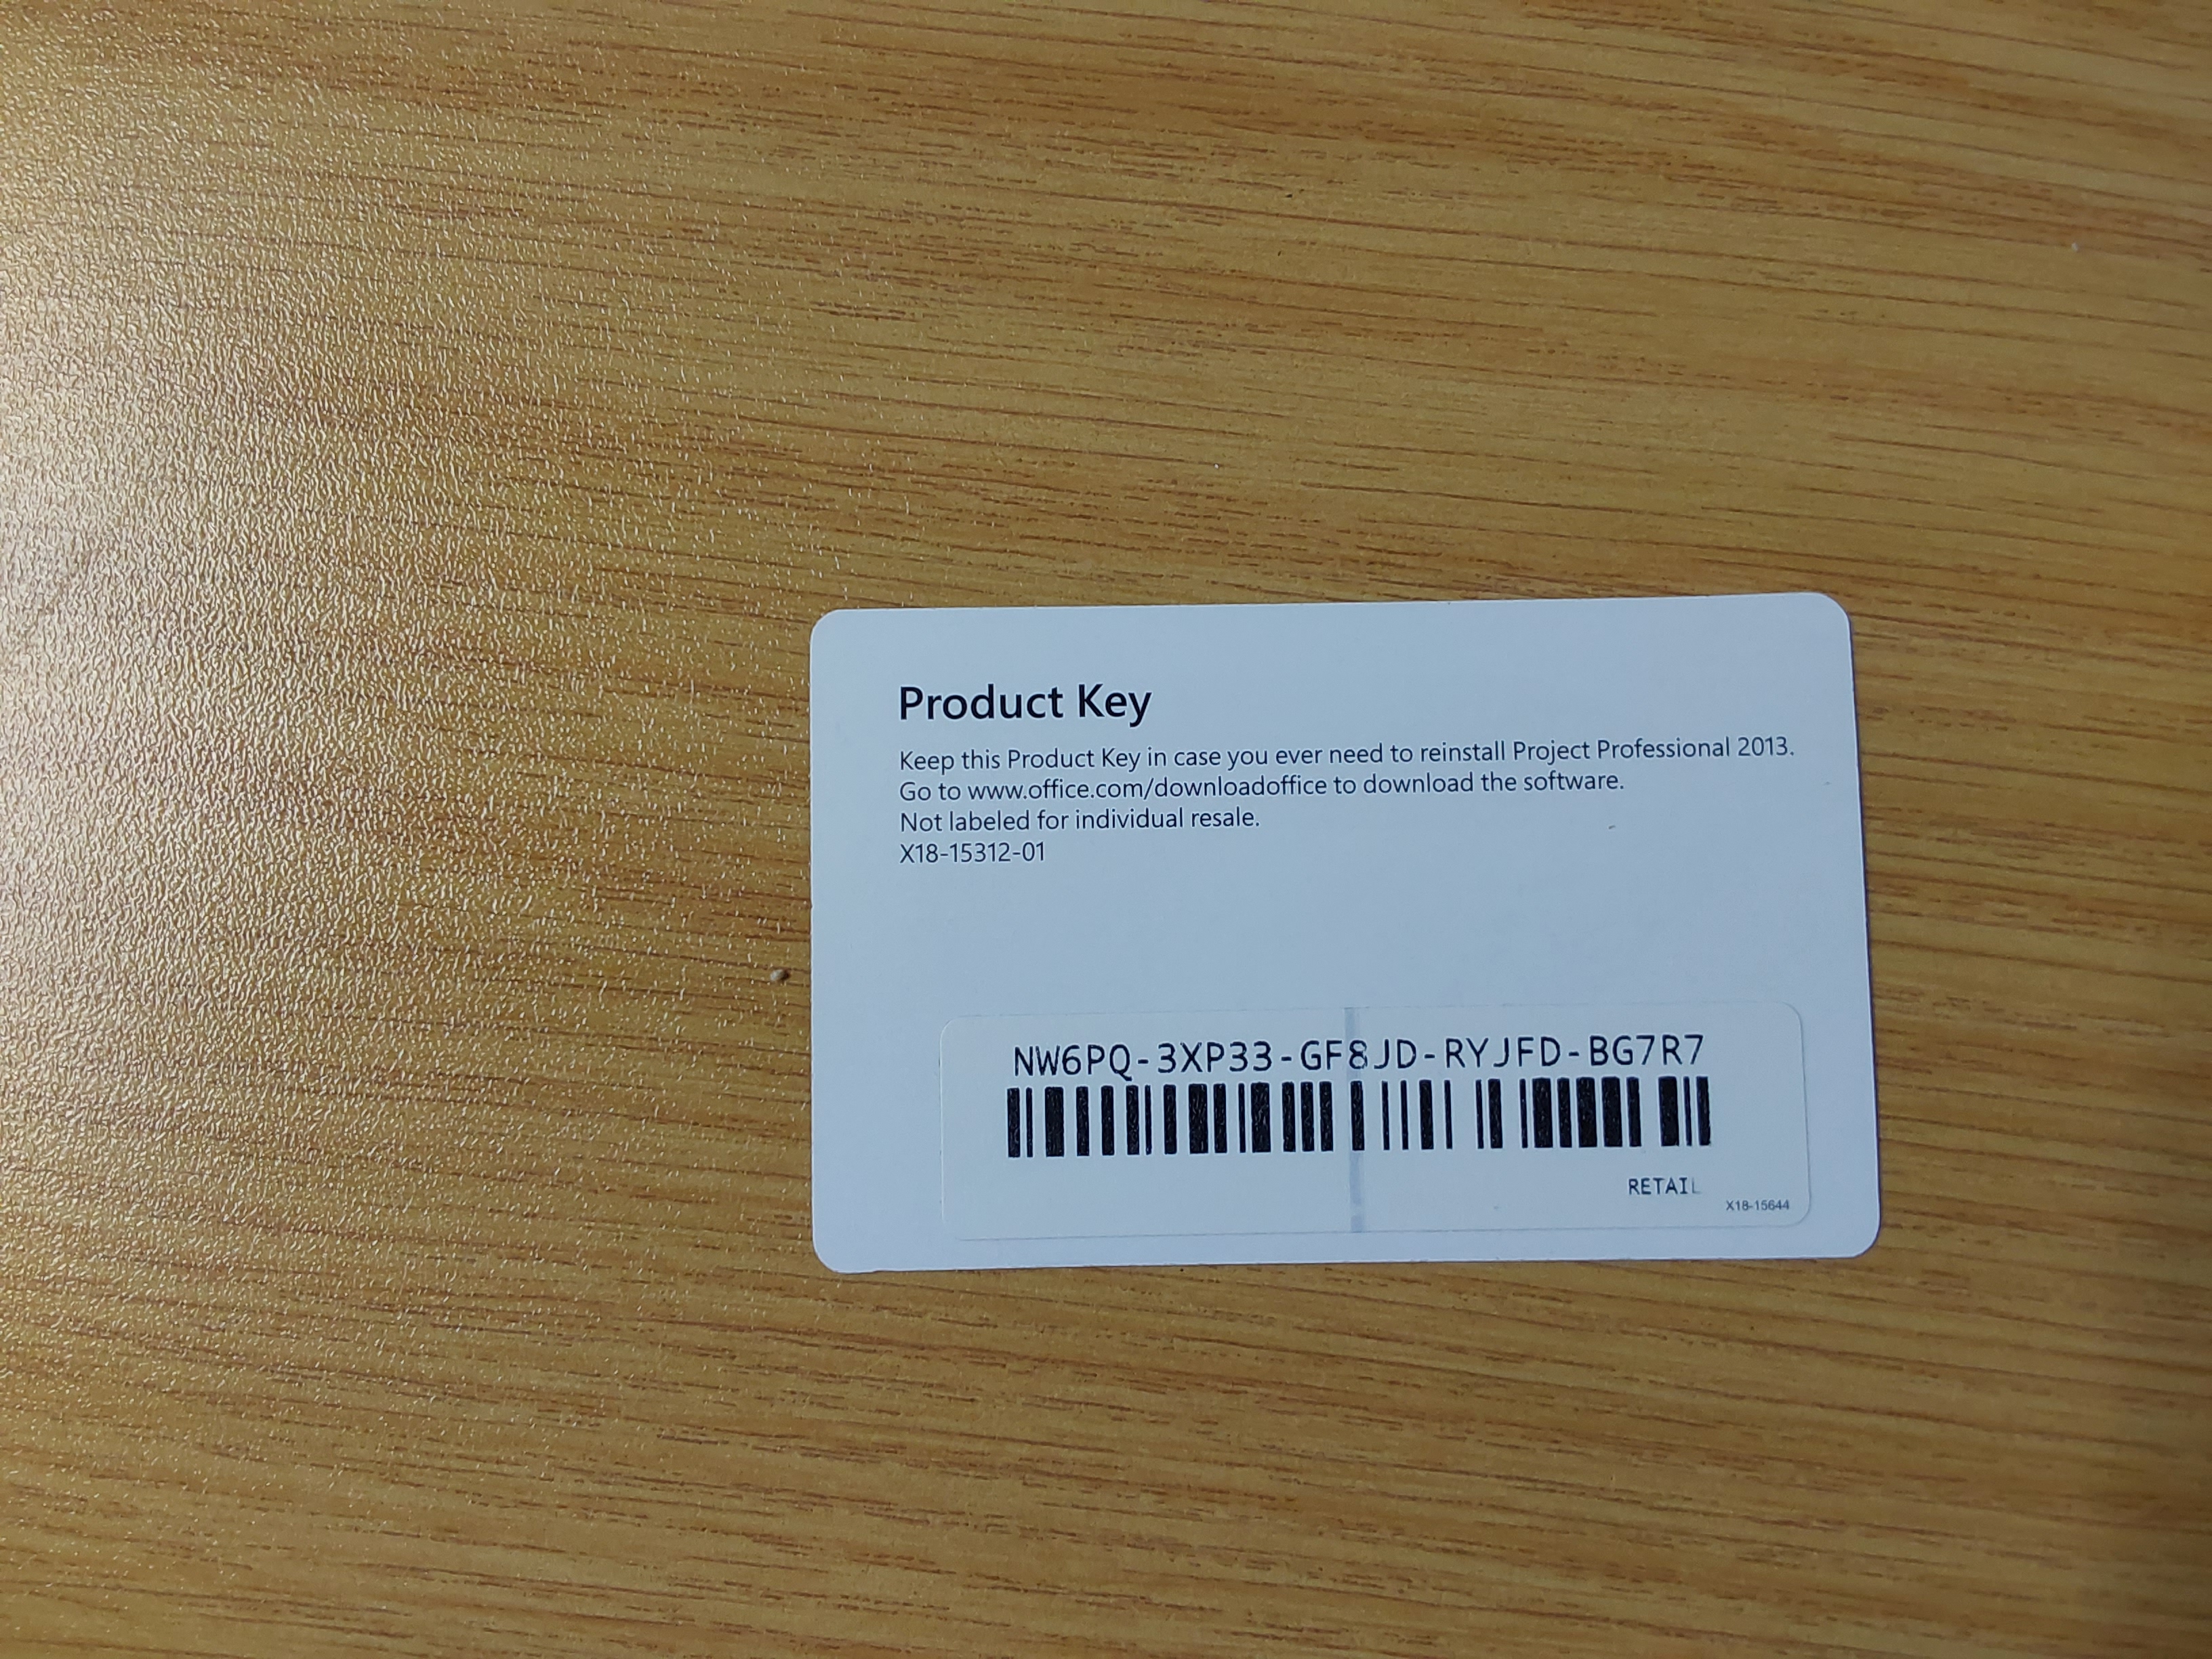 Product Key
Keep this Product Key in case you ever need to reinstall Project Professional 2013.
Go to www.office.com/downloadoffice to download the software.
Not labeled for individual resale.
X18-15312-01
NW6PQ-3XP33-GF8JD-RYJFD-BG7R7
RETAIL
X18-15644